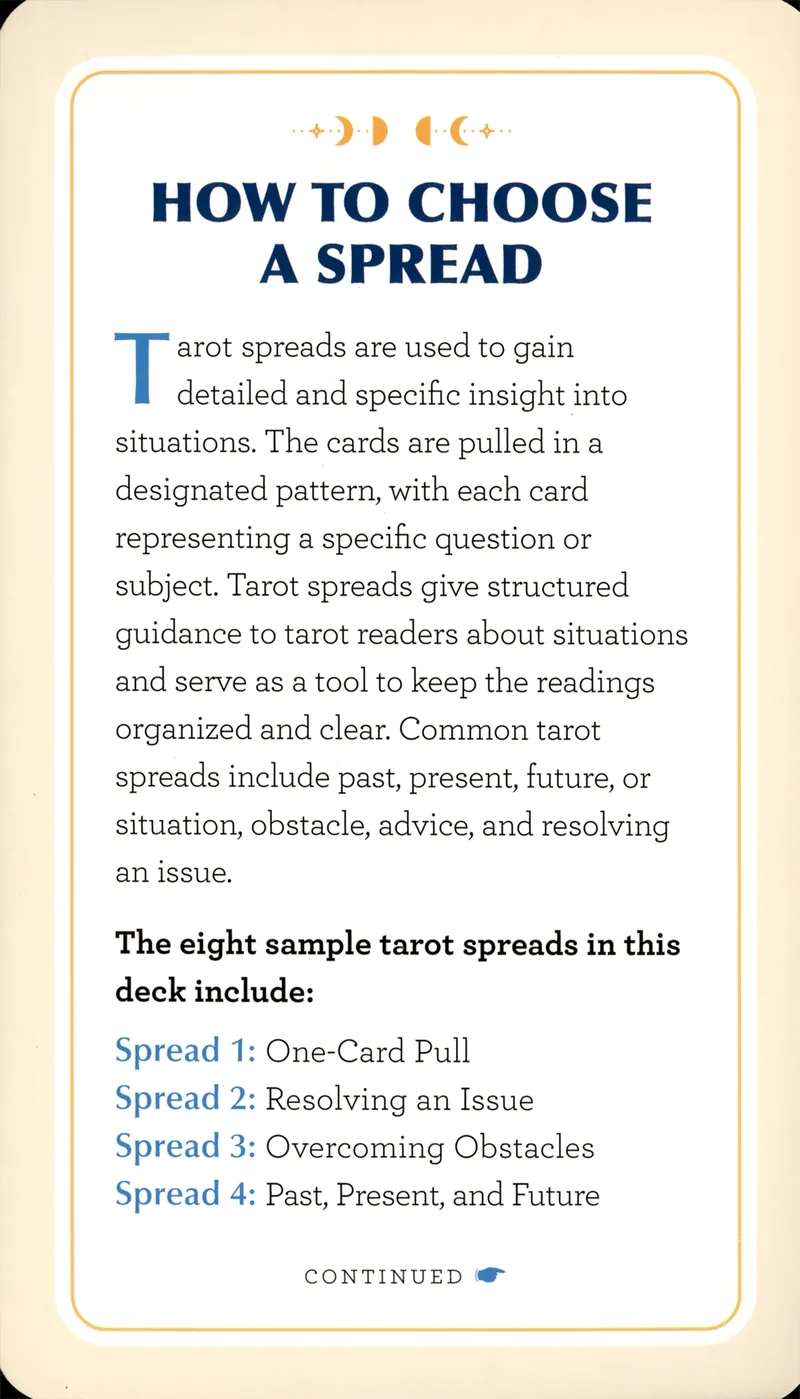 HOW TO CHOOSE
A SPREAD
Tarot spreads are used to gain
detailed and specific insight into
situations. The cards are pulled in a
designated pattern, with each card
representing a specific question or
subject. Tarot spreads give structured
guidance to tarot readers about situations
and serve as a tool to keep the readings
organized and clear. Common tarot
spreads include past, present, future, or
situation, obstacle, advice, and resolving
an issue.
The eight sample tarot spreads in this
deck include:
Spread 1: One-Card Pull
Spread 2: Resolving an Issue
Spread 3: Overcoming Obstacles
Spread 4: Past, Present, and Future
CONTINUED